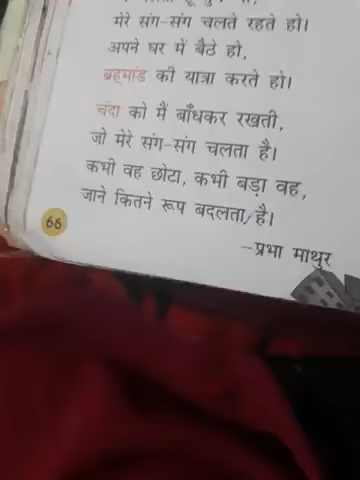 मेरे संग-संग चलते रहते हो।
अपने घर में बैठे हो,
ब्रह्मांड की यात्रा करते हो।
चंदा को मैं बाँधकर रखती,
जो मेरे संग-संग चलता है।
कभी वह छोटा, कभी बड़ा वह,
जाने कितने रूप बदलता है।
66
-प्रभा माथुर